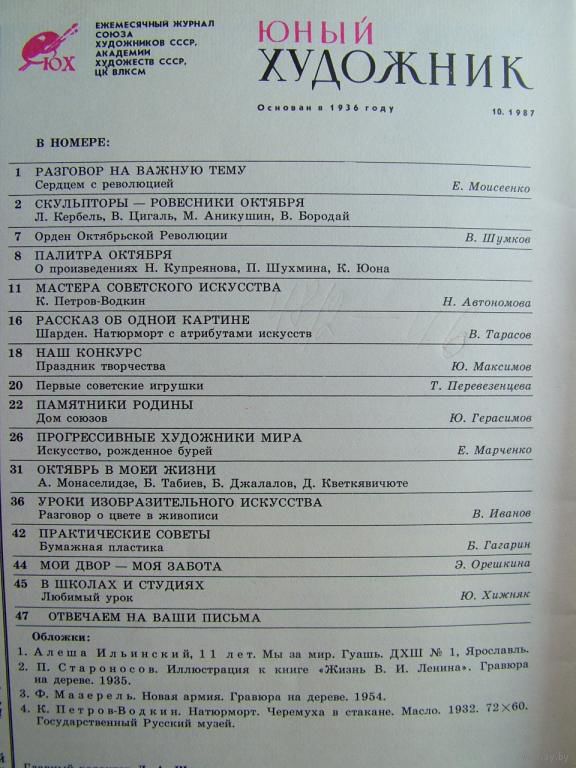 ЮХ
ЕЖЕМЕСЯЧНЫЙ ЖУРНАЛ
СОЮЗА
ХУДОЖНИКОВ СССР,
АКАДЕМИИ
ХУДОЖЕСТВ СССР,
ЦК ВЛКСМ
ЮНЫЙ
ХУДОЖНИК
Основан в 1936 году
10.1987
В НОМЕРЕ:
1 РАЗГОВОР НА ВАЖНУЮ ТЕМУ
Сердцем с революцией Е. Моисеенко
2 СКУЛЬПТОРЫ — РОВЕСНИКИ ОКТЯБРЯ
Л. Кербель, В. Цигаль, М. Аникушин, В. Бородай
7 Орден Октябрьской Революции В. Шумков
8 ПАЛИТРА ОКТЯБРЯ
О произведениях Н. Купреянова, П. Шухмина, К. Юона
11 МАСТЕРА СОВЕТСКОГО ИСКУССТВА
К. Петров-Водкин Н. Автономова
16 РАССКАЗ ОБ ОДНОЙ КАРТИНЕ
Шарден. Натюрморт с атрибутами искусств В. Тарасов
18 НАШ КОНКУРС
Праздник творчества Ю. Максимов
20 Первые советские игрушки Т. Перевезенцева
22 ПАМЯТНИКИ РОДИНЫ
Дом союзов Ю. Герасимов
26 ПРОГРЕССИВНЫЕ ХУДОЖНИКИ МИРА
Искусство, рожденное бурей Е. Марченко
31 ОКТЯБРЬ В МОЕЙ ЖИЗНИ
А. Монаселидзе, Б. Табиев, Б. Джалалов, Д. Кветкявичюте
36 УРОКИ ИЗОБРАЗИТЕЛЬНОГО ИСКУССТВА
Разговор о цвете в живописи В. Иванов
42 ПРАКТИЧЕСКИЕ СОВЕТЫ
Бумажная пластика Б. Гагарин
44 МОЙ ДВОР — МОЯ ЗАБОТА Э. Орешкина
45 В ШКОЛАХ И СТУДИЯХ
Любимый урок Ю. Хижняк
47 ОТВЕЧАЕМ НА ВАШИ ПИСЬМА
Обложки:
1. Алеша Ильинский, 11 лет. Мы за мир. Гуашь. ДХШ № 1, Ярославль.
2. П. Староносов. Иллюстрация к книге «Жизнь В. И. Ленина». Гравюра
на дереве. 1935.
3. Ф. Мазерель. Новая армия. Гравюра на дереве. 1954.
4. К. Петров-Водкин. Натюрморт. Черемуха в стакане. Масло. 1932. 72×60.
Государственный Русский музей.